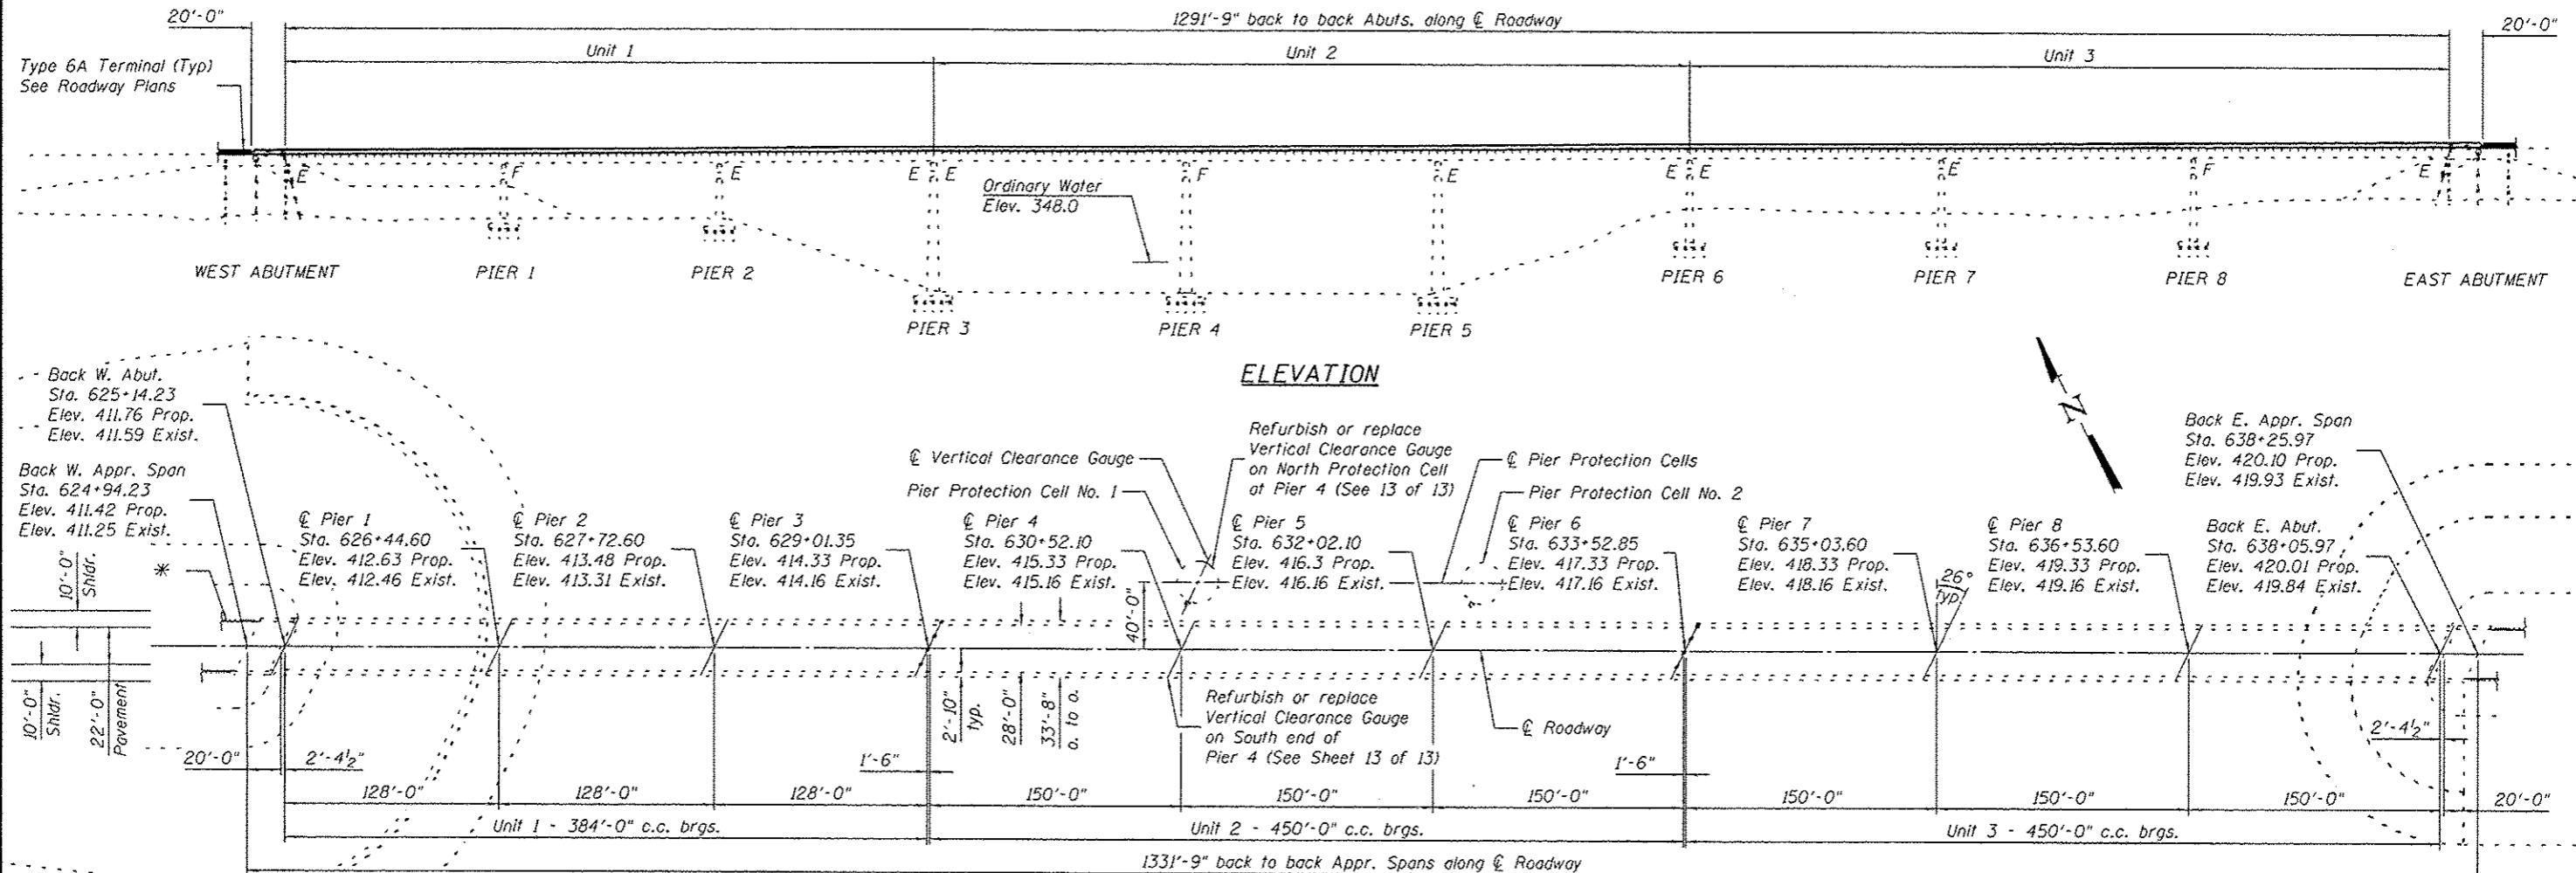 20'-0"
1291'-9" back to back Abuts. along ℄ Roadway
20'-0"
Unit 1
Unit 2
Unit 3
Type 6A Terminal (Typ)
See Roadway Plans
E
F
E
E E
F
E
E E
E
F
E
Ordinary Water
Elev. 348.0
WEST ABUTMENT
PIER 1
PIER 2
PIER 3
PIER 4
PIER 5
PIER 6
PIER 7
PIER 8
EAST ABUTMENT
ELEVATION
N
Back W. Abut.
Sta. 625+14.23
Elev. 411.76 Prop.
Elev. 411.59 Exist.
Back W. Appr. Span
Sta. 624+94.23
Elev. 411.42 Prop.
Elev. 411.25 Exist.
℄ Pier 1
Sta. 626+44.60
Elev. 412.63 Prop.
Elev. 412.46 Exist.
℄ Pier 2
Sta. 627+72.60
Elev. 413.48 Prop.
Elev. 413.31 Exist.
℄ Pier 3
Sta. 629+01.35
Elev. 414.33 Prop.
Elev. 414.16 Exist.
℄ Vertical Clearance Gauge
Pier Protection Cell No. 1
℄ Pier 4
Sta. 630+52.10
Elev. 415.33 Prop.
Elev. 415.16 Exist.
Refurbish or replace
Vertical Clearance Gauge
on North Protection Cell
at Pier 4 (See 13 of 13)
℄ Pier 5
Sta. 632+02.10
Elev. 416.3 Prop.
Elev. 416.16 Exist.
℄ Pier Protection Cells
Pier Protection Cell No. 2
℄ Pier 6
Sta. 633+52.85
Elev. 417.33 Prop.
Elev. 417.16 Exist.
℄ Pier 7
Sta. 635+03.60
Elev. 418.33 Prop.
Elev. 418.16 Exist.
26°
typ.
℄ Pier 8
Sta. 636+53.60
Elev. 419.33 Prop.
Elev. 419.16 Exist.
Back E. Appr. Span
Sta. 638+25.97
Elev. 420.10 Prop.
Elev. 419.93 Exist.
Back E. Abut.
Sta. 638+05.97
Elev. 420.01 Prop.
Elev. 419.84 Exist.
*
10'-0"
Shldr.
10'-0"
Shldr.
22'-0"
Pavement
40'-0"
2'-10"
typ.
28'-0"
33'-8"
o. to o.
Refurbish or replace
Vertical Clearance Gauge
on South end of
Pier 4 (See Sheet 13 of 13)
℄ Roadway
20'-0"
2'-4½"
1'-6"
1'-6"
2'-4½"
128'-0"
128'-0"
128'-0"
150'-0"
150'-0"
150'-0"
150'-0"
150'-0"
150'-0"
20'-0"
Unit 1 - 384'-0" c.c. brgs.
Unit 2 - 450'-0" c.c. brgs.
Unit 3 - 450'-0" c.c. brgs.
1331'-9" back to back Appr. Spans along ℄ Roadway